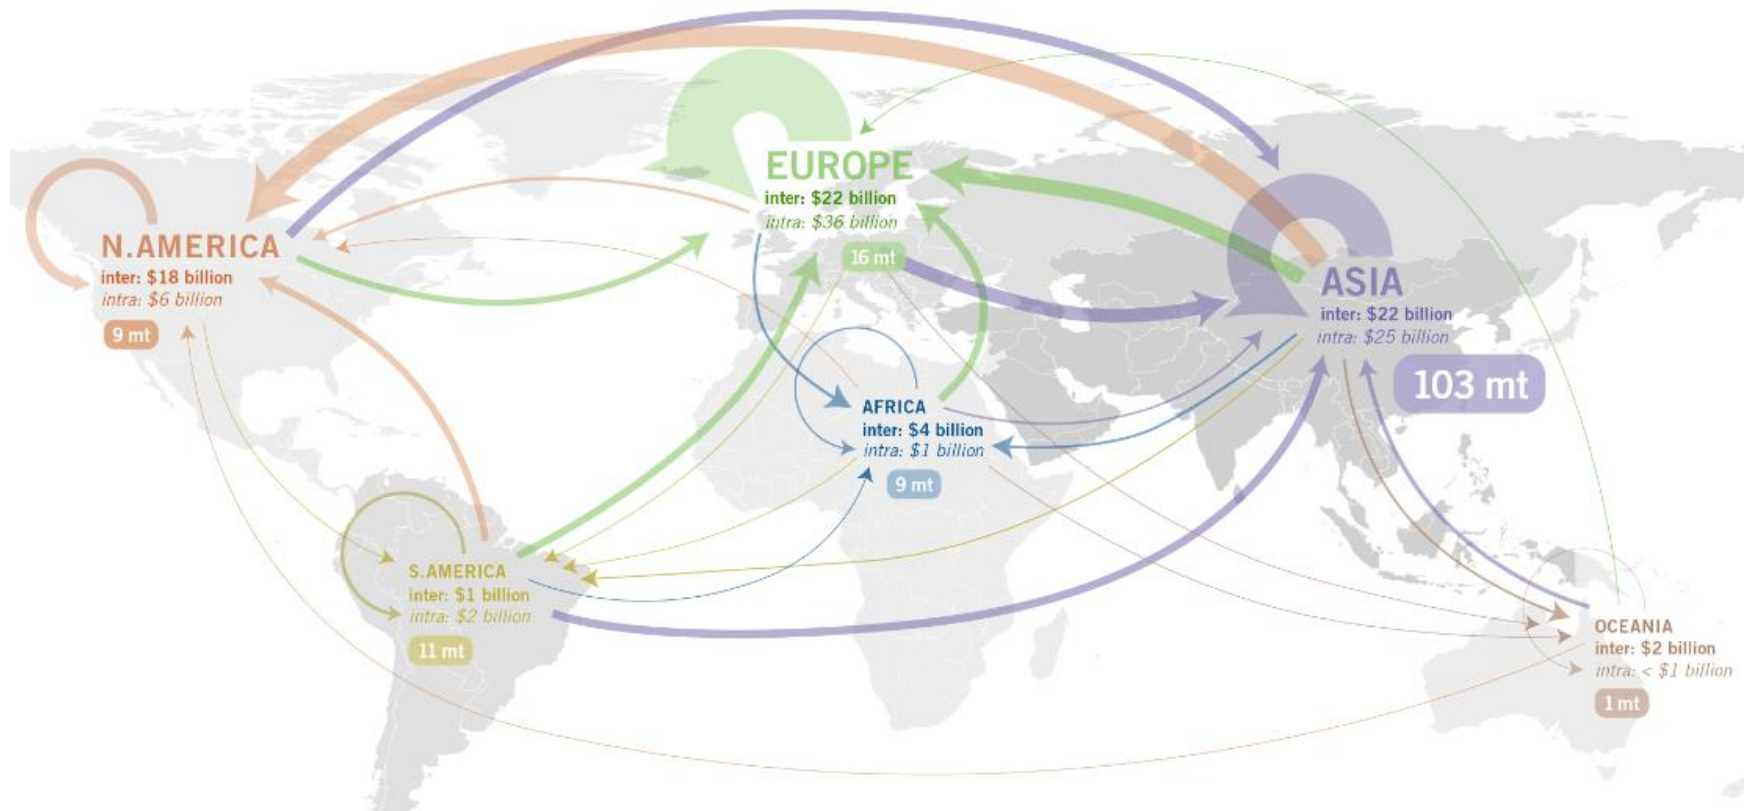 EUROPE
inter: $22 billion
intra: $36 billion
16 mt
N.AMERICA
inter: $18 billion
intra: $6 billion
9 mt
ASIA
inter: $22 billion
intra: $25 billion
103 mt
AFRICA
inter: $4 billion
intra: $1 billion
9 mt
S.AMERICA
inter: $1 billion
intra: $2 billion
11 mt
OCEANIA
inter: $2 billion
intra: < $1 billion
1 mt